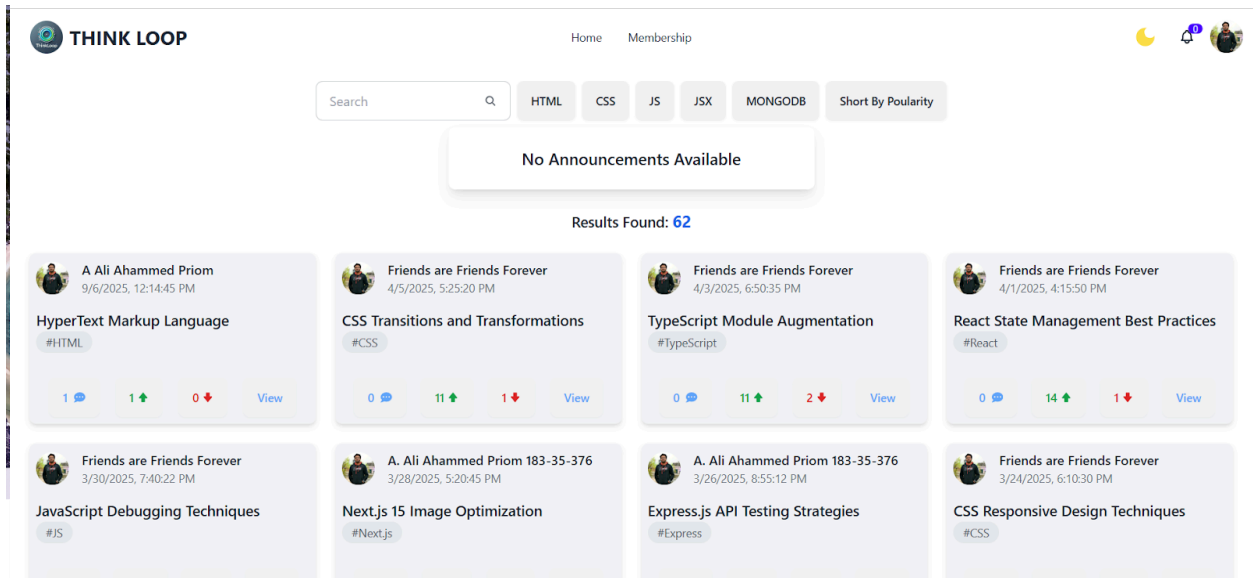 THINK LOOP
Home Membership
0
Search HTML CSS JS JSX MONGODB Short By Poularity
No Announcements Available
Results Found: 62
A Ali Ahammed Priom
9/6/2025, 12:14:45 PM
HyperText Markup Language
#HTML
1 1 0 View
Friends are Friends Forever
4/5/2025, 5:25:20 PM
CSS Transitions and Transformations
#CSS
0 11 1 View
Friends are Friends Forever
4/3/2025, 6:50:35 PM
TypeScript Module Augmentation
#TypeScript
0 11 2 View
Friends are Friends Forever
4/1/2025, 4:15:50 PM
React State Management Best Practices
#React
0 14 1 View
Friends are Friends Forever
3/30/2025, 7:40:22 PM
JavaScript Debugging Techniques
#JS
A. Ali Ahammed Priom 183-35-376
3/28/2025, 5:20:45 PM
Next.js 15 Image Optimization
#Next.js
A. Ali Ahammed Priom 183-35-376
3/26/2025, 8:55:12 PM
Express.js API Testing Strategies
#Express
Friends are Friends Forever
3/24/2025, 6:10:30 PM
CSS Responsive Design Techniques
#CSS